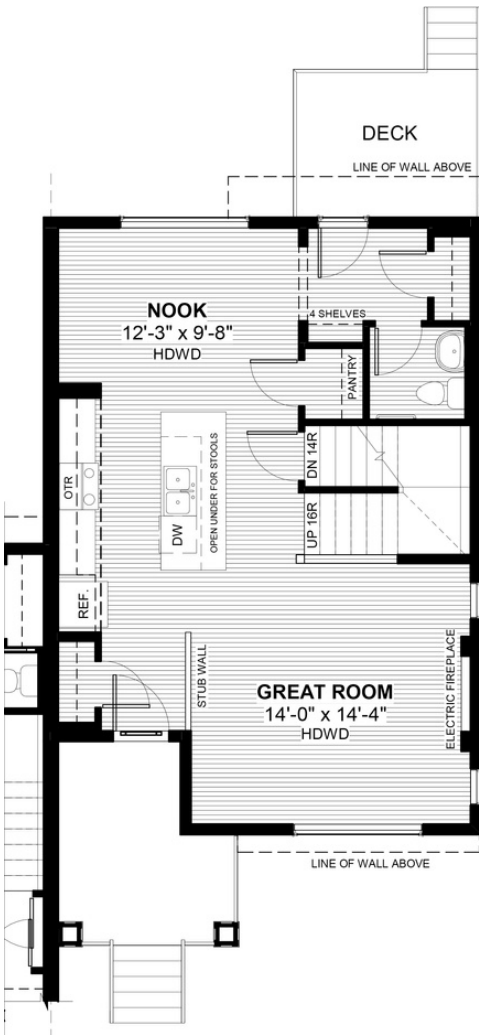 DECK
LINE OF WALL ABOVE
NOOK
12'-3" x 9'-8"
HDWD
4 SHELVES
PANTRY
OTR
DW
OPEN UNDER FOR STOOLS
DN 14R
UP 16R
REF.
STUB WALL
GREAT ROOM
14'-0" x 14'-4"
HDWD
ELECTRIC FIREPLACE
LINE OF WALL ABOVE